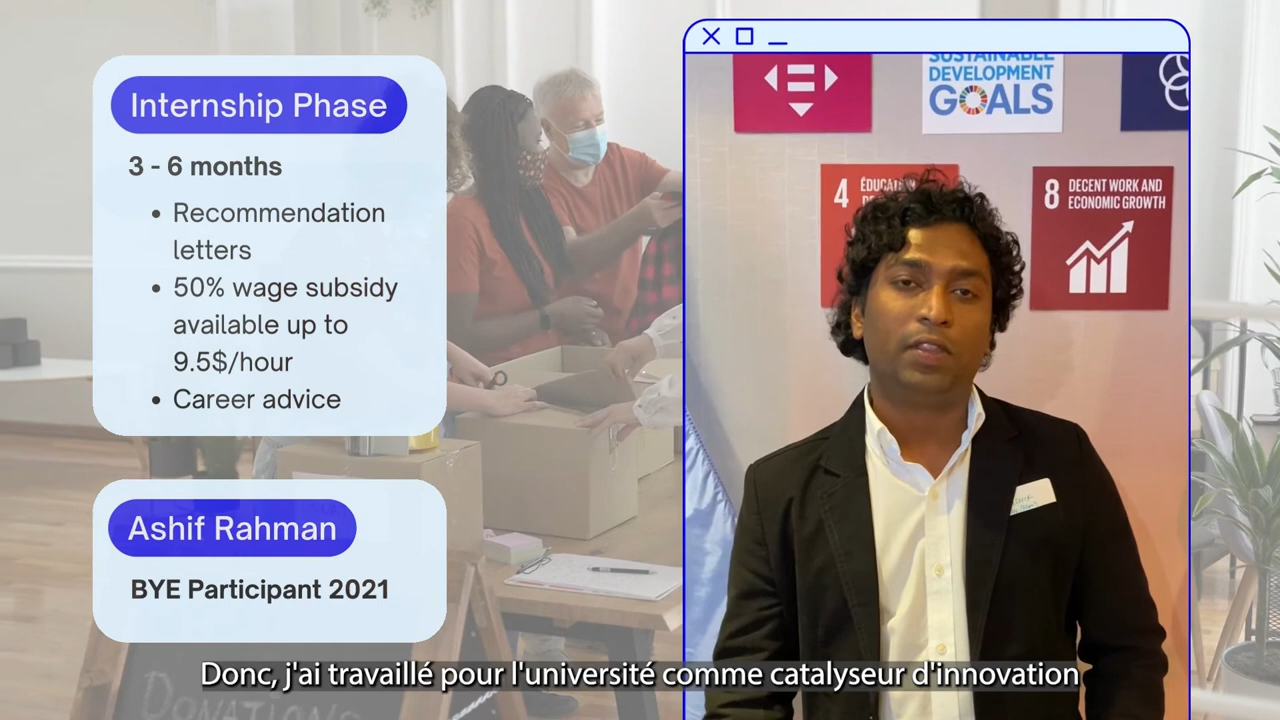 Internship Phase
3 - 6 months
• Recommendation
letters
• 50% wage subsidy
available up to
9.5$/hour
• Career advice
Ashif Rahman
BYE Participant 2021
SUSTAINABLE
DEVELOPMENT
GOALS
4
8 DECENT WORK AND
ECONOMIC GROWTH
DONATIONS
Donc, j'ai travaillé pour l'université comme catalyseur d'innovation